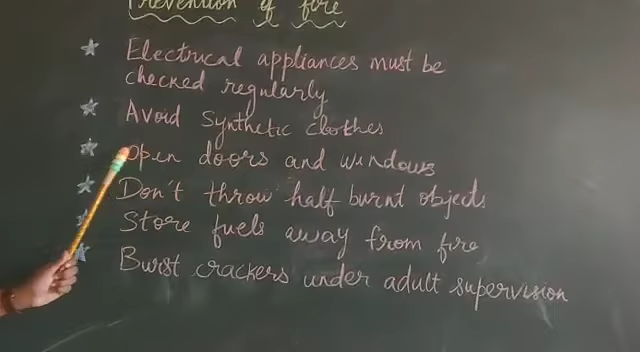 Prevention of fire
Electrical appliances must be
checked regularly
Avoid Synthetic clothes
Open doors and windows
Don't throw half burnt objects
Store fuels away from fire
Burst crackers under adult supervision